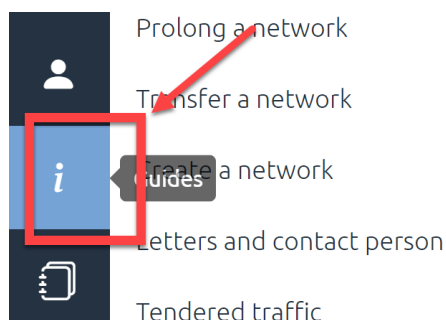 Prolong a network
Transfer a network
i
Guides
Create a network
Letters and contact person
Tendered traffic